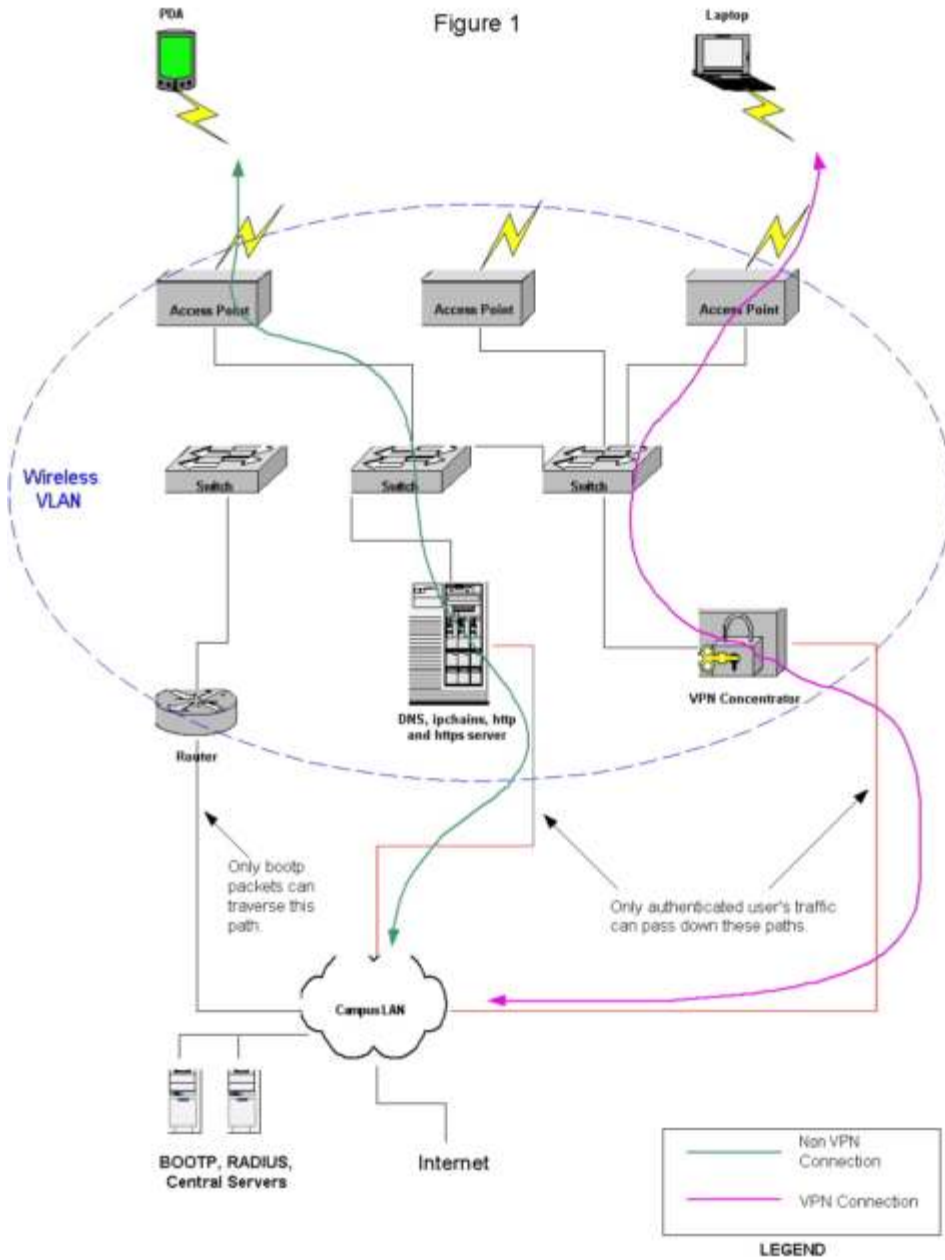 PDA
Figure 1
Laptop
Access Point
Access Point
Access Point
Wireless
VLAN
Switch
Switch
Switch
VPN Concentrator
DNS, ipchains, http
and https server
Router
Only bootp
packets can
traverse this
path.
Only authenticated user's traffic
can pass down these paths.
Campus LAN
BOOTP, RADIUS,
Central Servers
Internet
Non VPN
Connection
VPN Connection
LEGEND